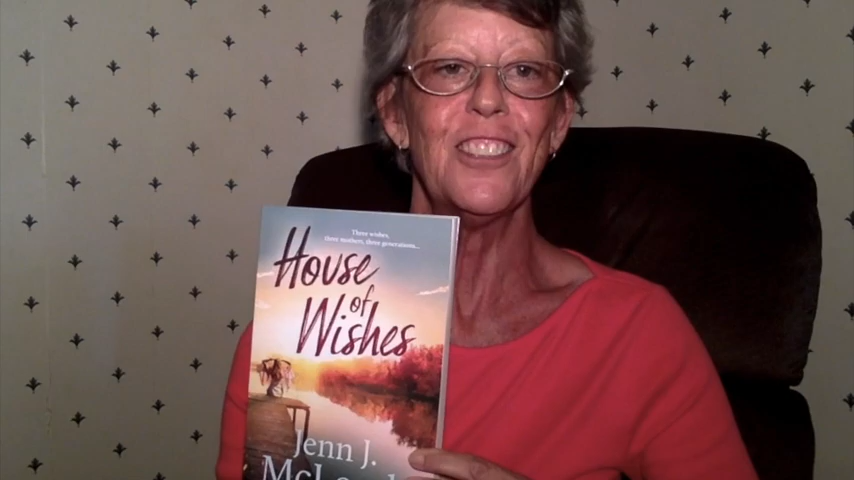 Three wishes,
three mothers, three generations...
House
of
Wishes
Jenn J.